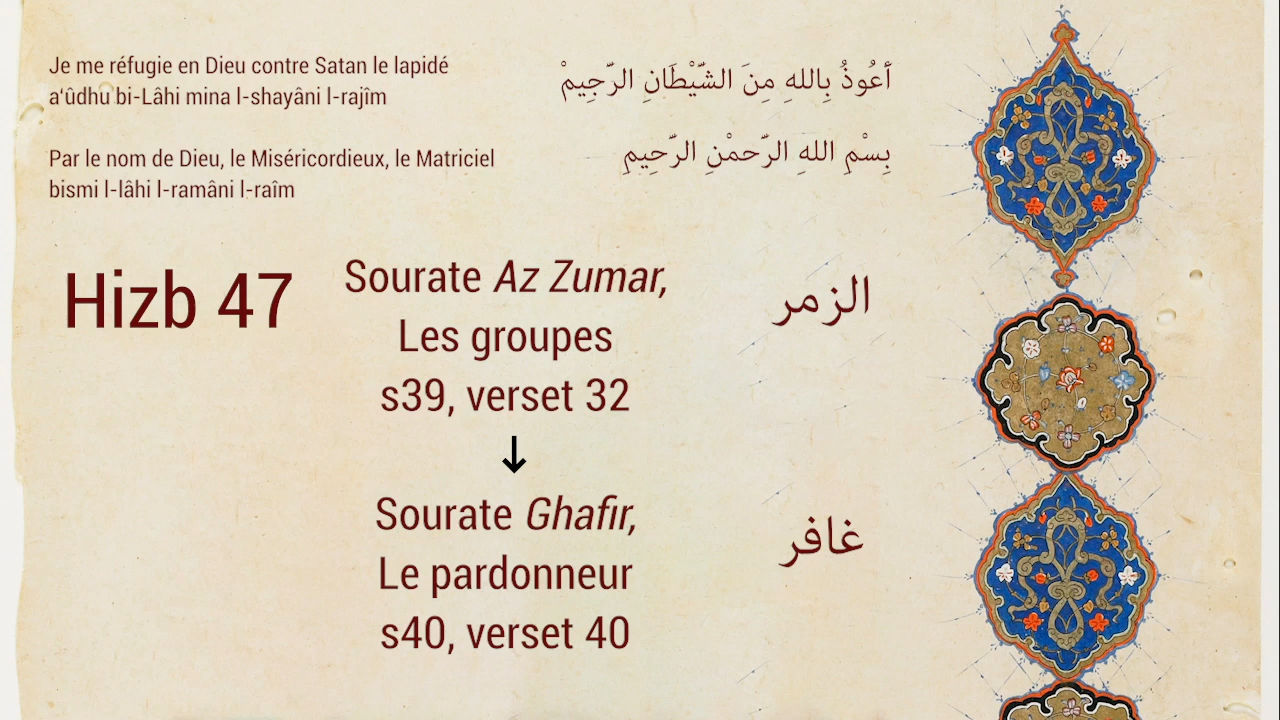 Je me réfugie en Dieu contre Satan le lapidé
a‘ûdhu bi-Lâhi mina l-shayâni l-rajîm
أَعُوذُ بِاللهِ مِنَ الشَّيْطَانِ الرَّجِيمْ
Par le nom de Dieu, le Miséricordieux, le Matriciel
bismi l-lâhi l-ramâni l-raîm
بِسْمِ اللهِ الرَّحمْنِ الرَّحِيمِ
Hizb 47
Sourate Az Zumar,
Les groupes
s39, verset 32
الزمر
↓
Sourate Ghafir,
Le pardonneur
s40, verset 40
غافر